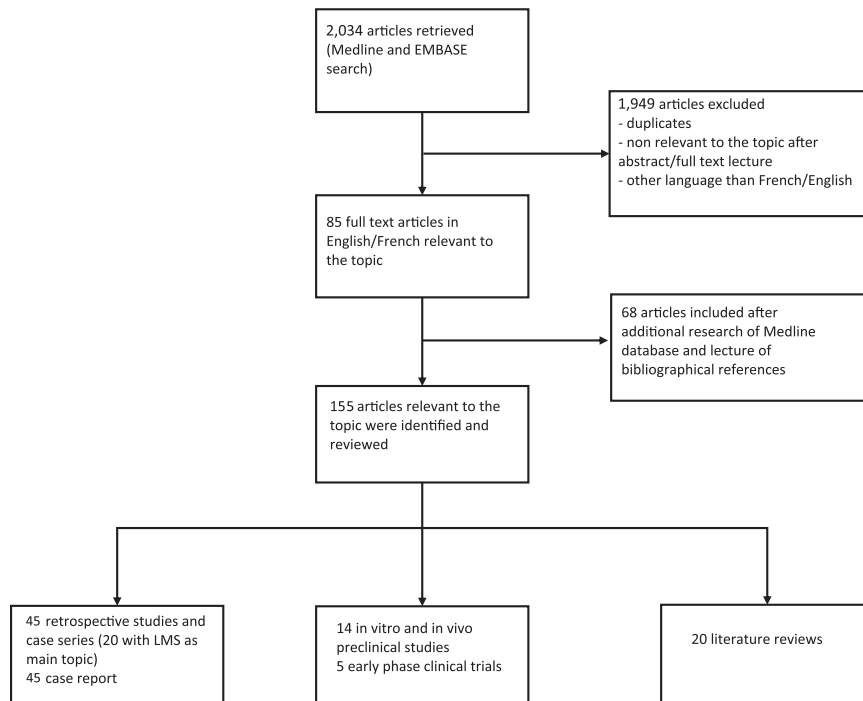 2,034 articles retrieved
(Medline and EMBASE
search)
1,949 articles excluded
- duplicates
- non relevant to the topic after
abstract/full text lecture
- other language than French/English
85 full text articles in
English/French relevant to
the topic
68 articles included after
additional research of Medline
database and lecture of
bibliographical references
155 articles relevant to the
topic were identified and
reviewed
45 retrospective studies and
case series (20 with LMS as
main topic)
45 case report
14 in vitro and in vivo
preclinical studies
5 early phase clinical trials
20 literature reviews